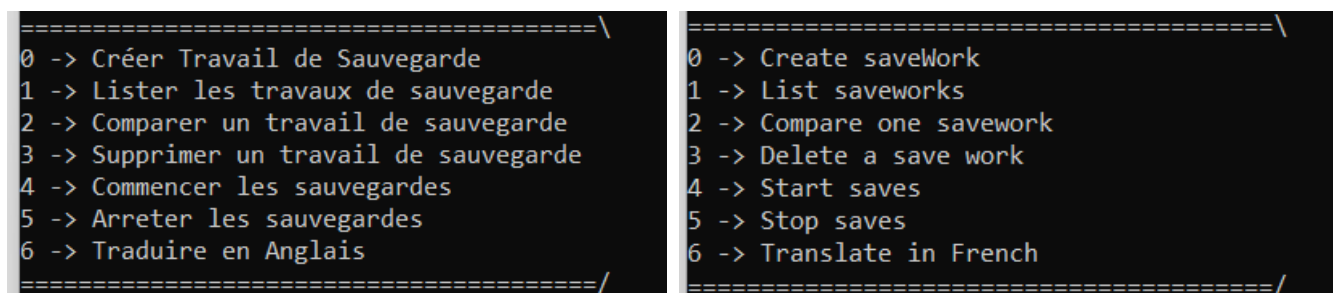 ========================================\
0 -> Créer Travail de Sauvegarde
1 -> Lister les travaux de sauvegarde
2 -> Comparer un travail de sauvegarde
3 -> Supprimer un travail de sauvegarde
4 -> Commencer les sauvegardes
5 -> Arreter les sauvegardes
6 -> Traduire en Anglais
========================================/
========================================\
0 -> Create saveWork
1 -> List saveworks
2 -> Compare one savework
3 -> Delete a save work
4 -> Start saves
5 -> Stop saves
6 -> Translate in French
========================================/